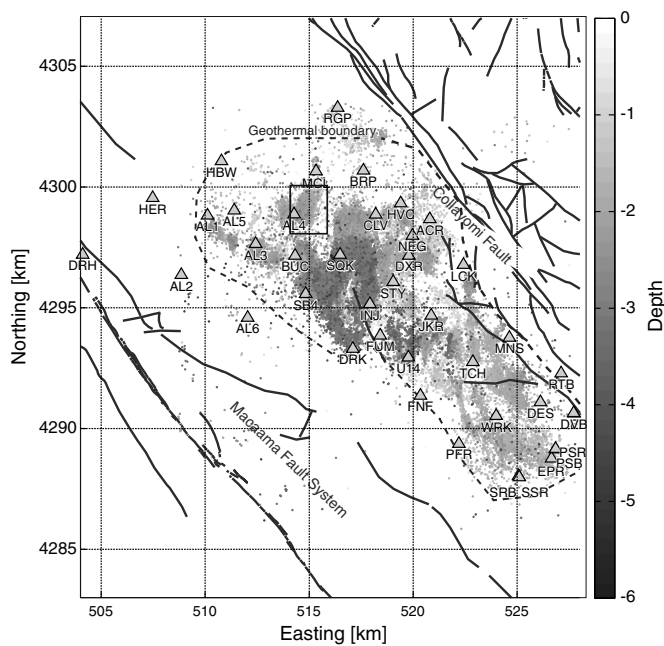 0
4305
RGP
-1
Geothermal boundary
HBW
MCL
BRP
4300
HER
AL1
AL5
AL4
CLV
HVC
ACR
Collayomi Fault
-2
NEG
DRH
AL3
BUC
SQK
DXR
LCK
AL2
STY
Northing [km]
4295
SB4
INJ
-3
Depth
AL6
JKR
FUM
MNS
DRK
U14
TCH
RTB
FNF
DES
-4
4290
Macaama Fault System
WRK
DVB
PFR
PSR
PSB
EPR
SRB SSR
-5
4285
-6
505
510
515
520
525
Easting [km]